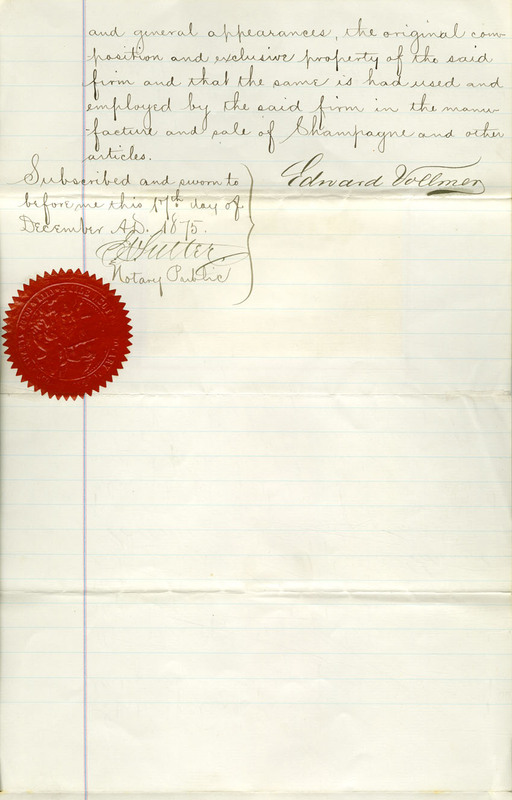 and general appearances, the original com-
position and exclusive property of the said
firm and that the same is had used and
employed by the said firm in the manu-
facture and sale of Champagne and other
articles.
Edward Vollmer
Subscribed and sworn to
before me this 17th day of
December A.D. 1875.
Sutter
Notary Public